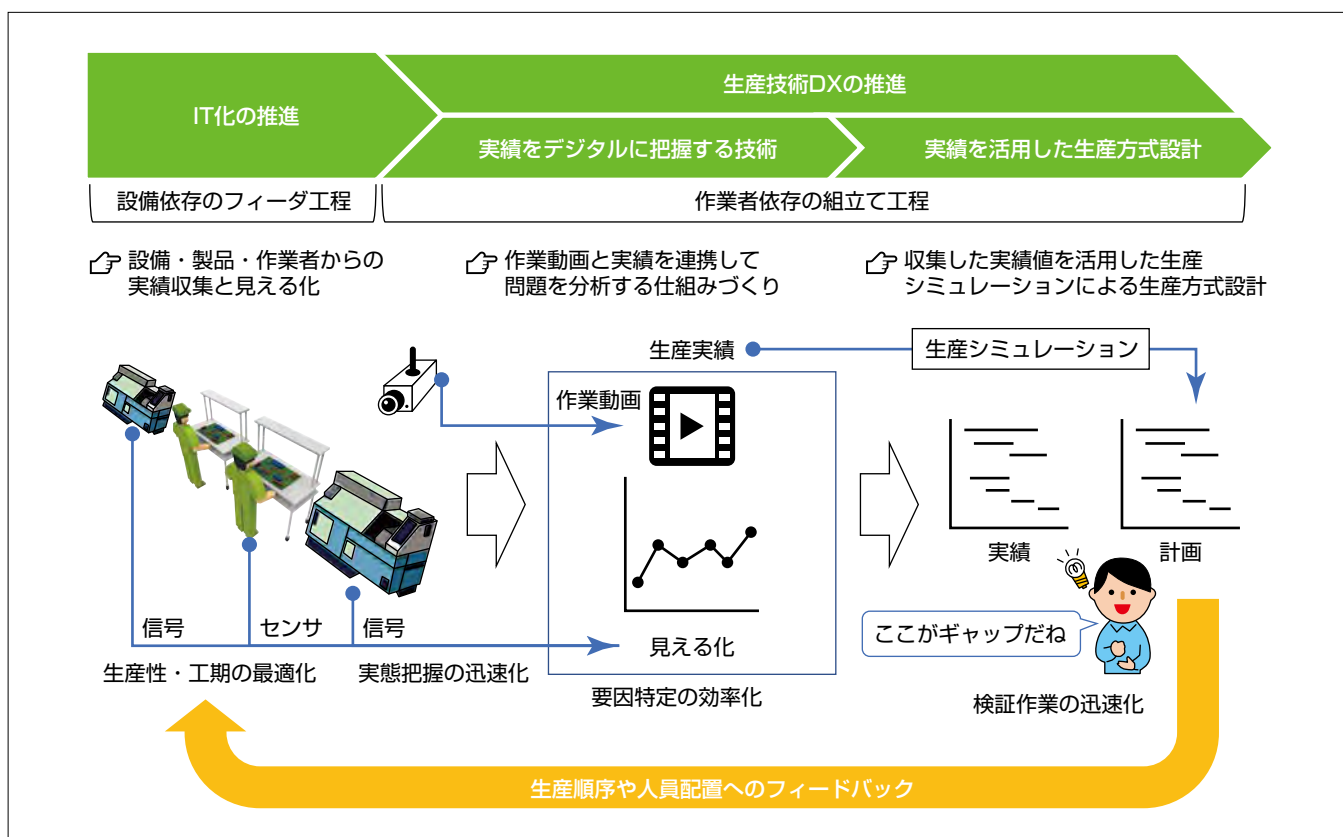 IT化の推進
生産技術DXの推進
実績をデジタルに把握する技術
実績を活用した生産方式設計
設備依存のフィーダ工程
作業者依存の組立て工程
設備・製品・作業者からの
実績収集と見える化
作業動画と実績を連携して
問題を分析する仕組みづくり
収集した実績値を活用した生産
シミュレーションによる生産方式設計
生産実績
生産シミュレーション
作業動画
実績
計画
ここがギャップだね
信号
センサ
信号
見える化
生産性・工期の最適化
実態把握の迅速化
要因特定の効率化
検証作業の迅速化
生産順序や人員配置へのフィードバック